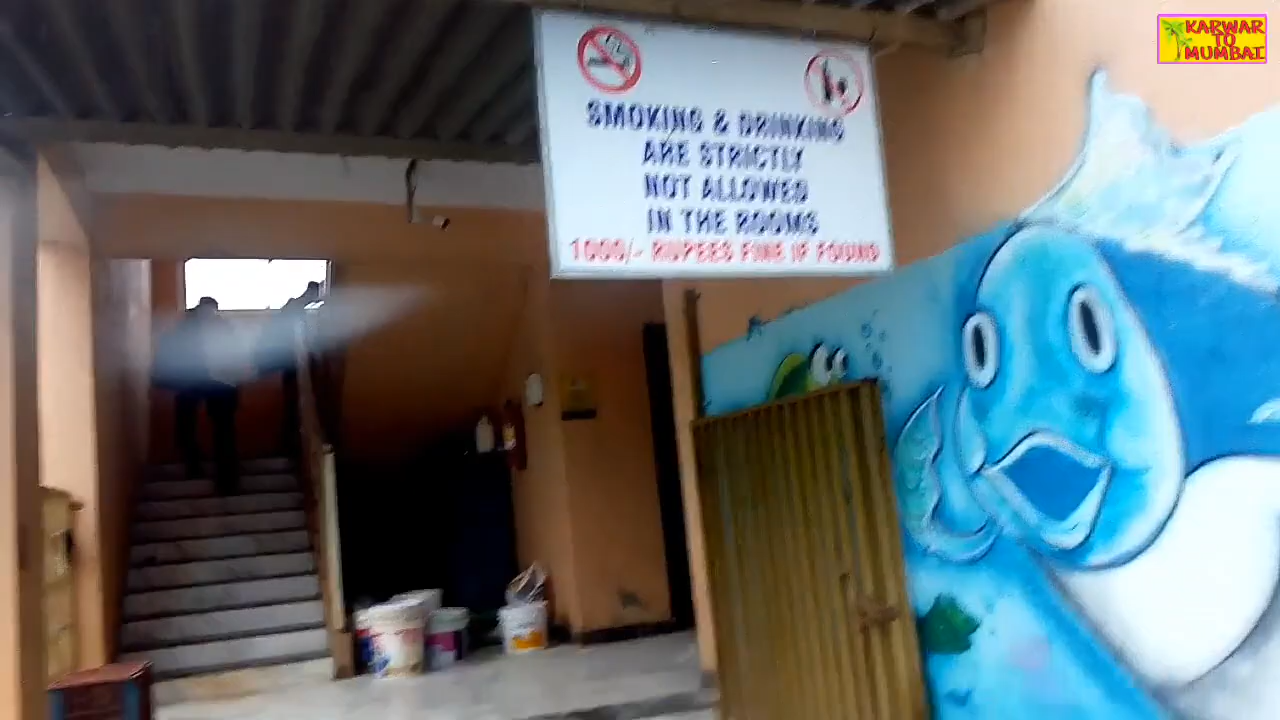 KARWAR
TO
MUMBAI
SMOKING & DRINKING
ARE STRICTLY
NOT ALLOWED
IN THE ROOMS
1000/- RUPEES FINE IF FOUND